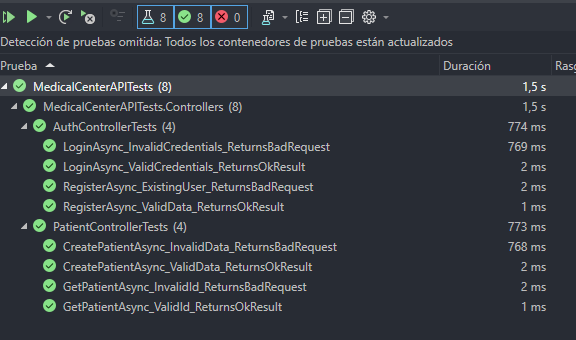 8 8 0
Detección de pruebas omitida: Todos los contenedores de pruebas están actualizados
Prueba Duración Rasg
MedicalCenterAPITests (8) 1,5 s
MedicalCenterAPITests.Controllers (8) 1,5 s
AuthControllerTests (4) 774 ms
LoginAsync_InvalidCredentials_ReturnsBadRequest 769 ms
LoginAsync_ValidCredentials_ReturnsOkResult 2 ms
RegisterAsync_ExistingUser_ReturnsBadRequest 2 ms
RegisterAsync_ValidData_ReturnsOkResult 1 ms
PatientControllerTests (4) 773 ms
CreatePatientAsync_InvalidData_ReturnsBadRequest 768 ms
CreatePatientAsync_ValidData_ReturnsOkResult 2 ms
GetPatientAsync_InvalidId_ReturnsBadRequest 2 ms
GetPatientAsync_ValidId_ReturnsOkResult 1 ms